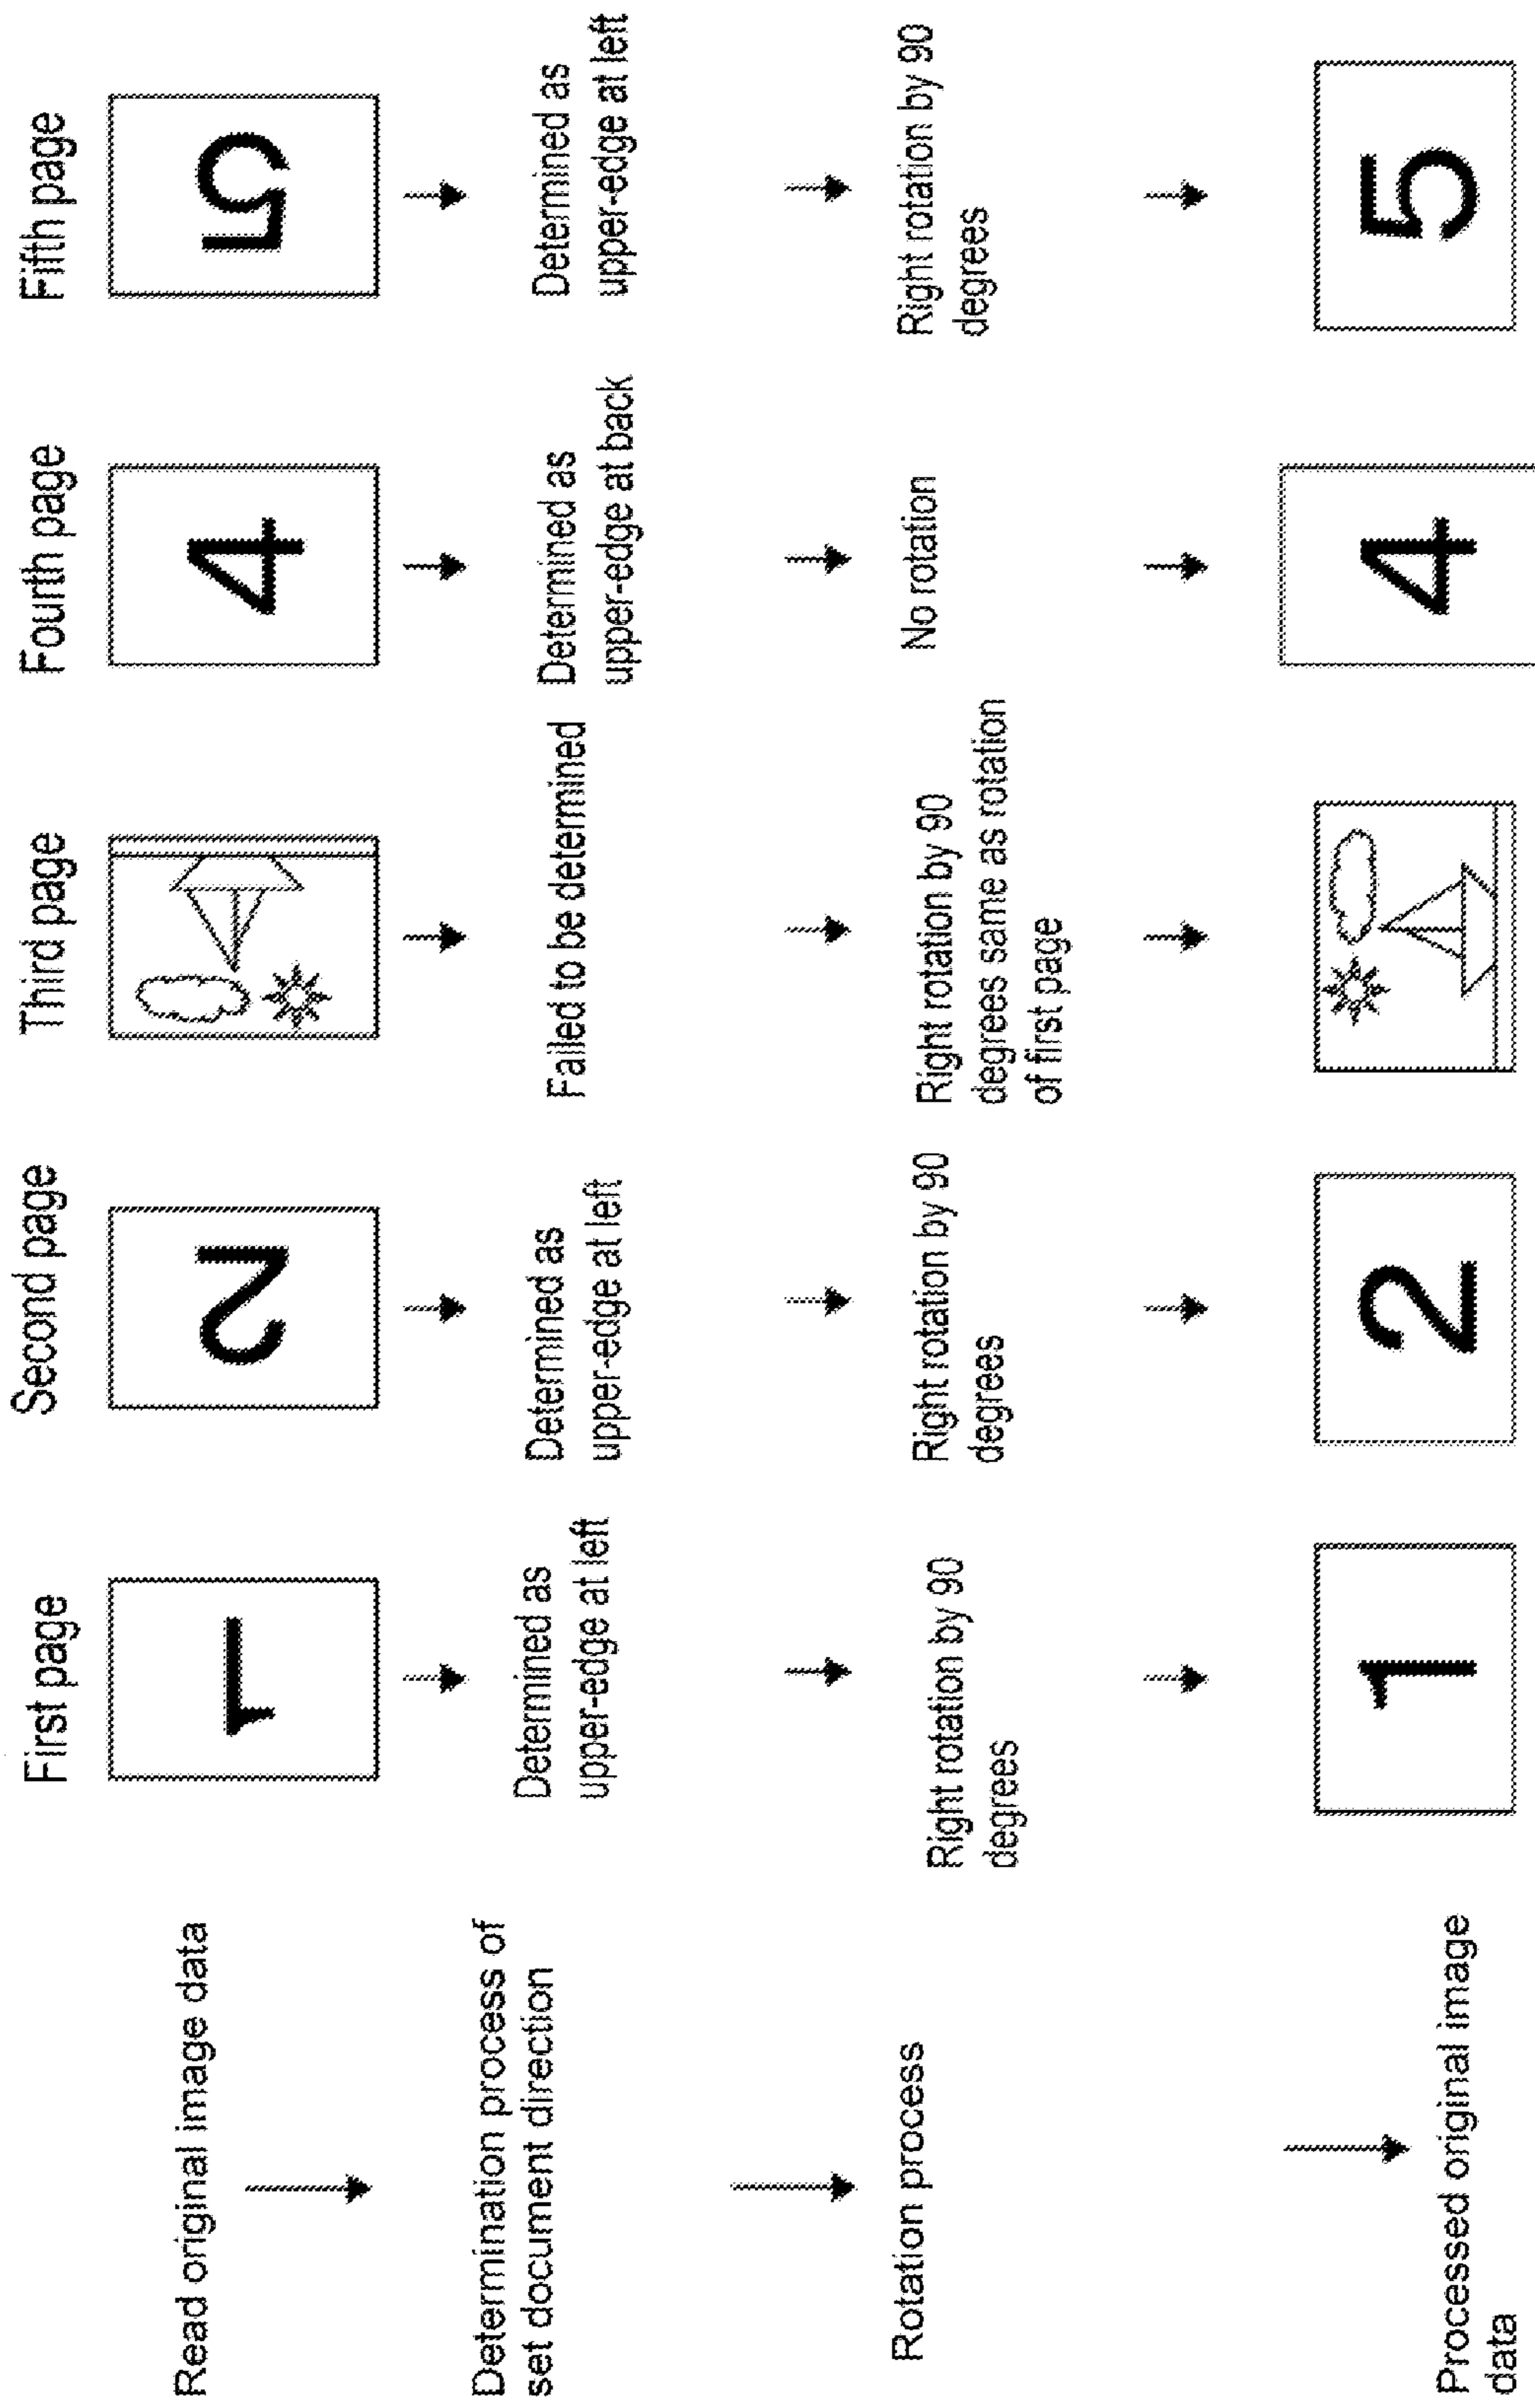 First page
Second page
Third page
Fourth page
Fifth page
Read original image data
1
2
4
5
Determination process of
set document direction
Determined as
upper-edge at left
Determined as
upper-edge at left
Failed to be determined
Determined as
upper-edge at back
Determined as
upper-edge at left
Rotation process
Right rotation by 90
degrees
Right rotation by 90
degrees
Right rotation by 90
degrees same as rotation
of first page
No rotation
Right rotation by 90
degrees
Processed original image
data
1
2
4
5